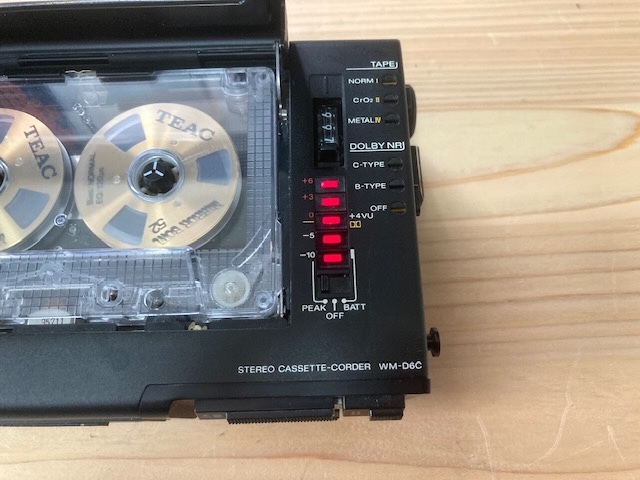 TAPE
NORM I
CrO2 II
METAL IV
DOLBY NR
C-TYPE
B-TYPE
OFF
+6
+3
0
+4VU
-5
-10
PEAK OFF BATT
STEREO CASSETTE-CORDER WM-D6C
TEAC
TEAC
52